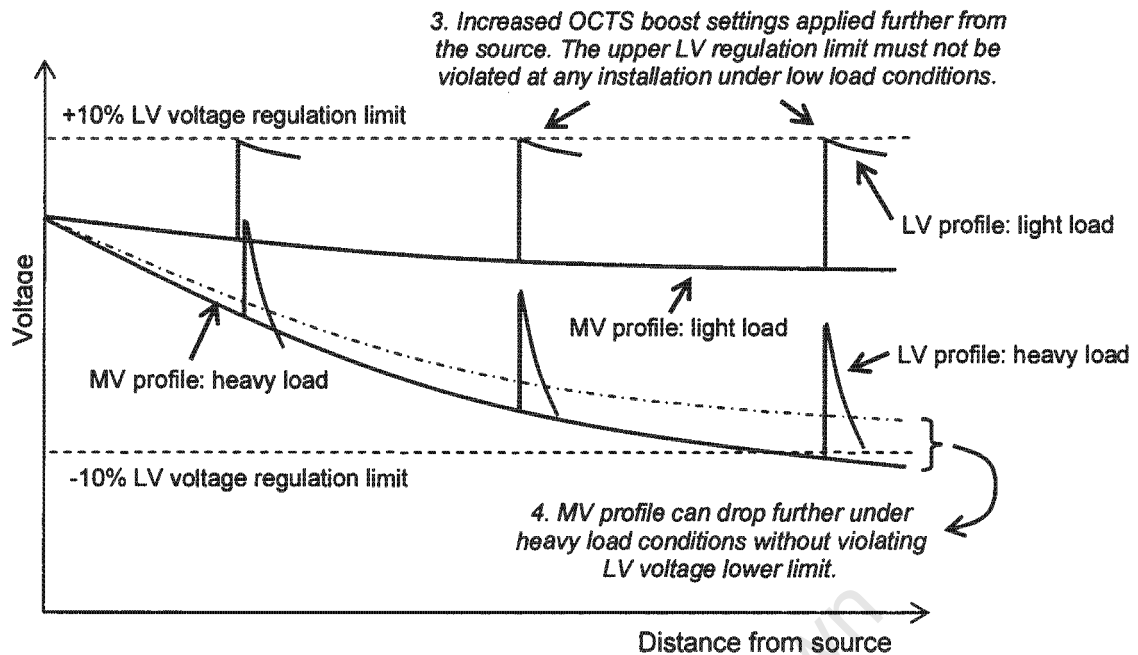 3. Increased OCTS boost settings applied further from
the source. The upper LV regulation limit must not be
violated at any installation under low load conditions.
+10% LV voltage regulation limit
LV profile: light load
MV profile: light load
LV profile: heavy load
MV profile: heavy load
-10% LV voltage regulation limit
4. MV profile can drop further under
heavy load conditions without violating
LV voltage lower limit.
Voltage
Distance from source